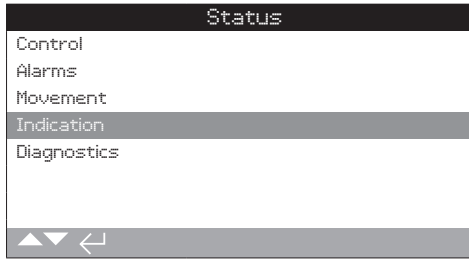 Status
Control
Alarms
Movement
Indication
Diagnostics